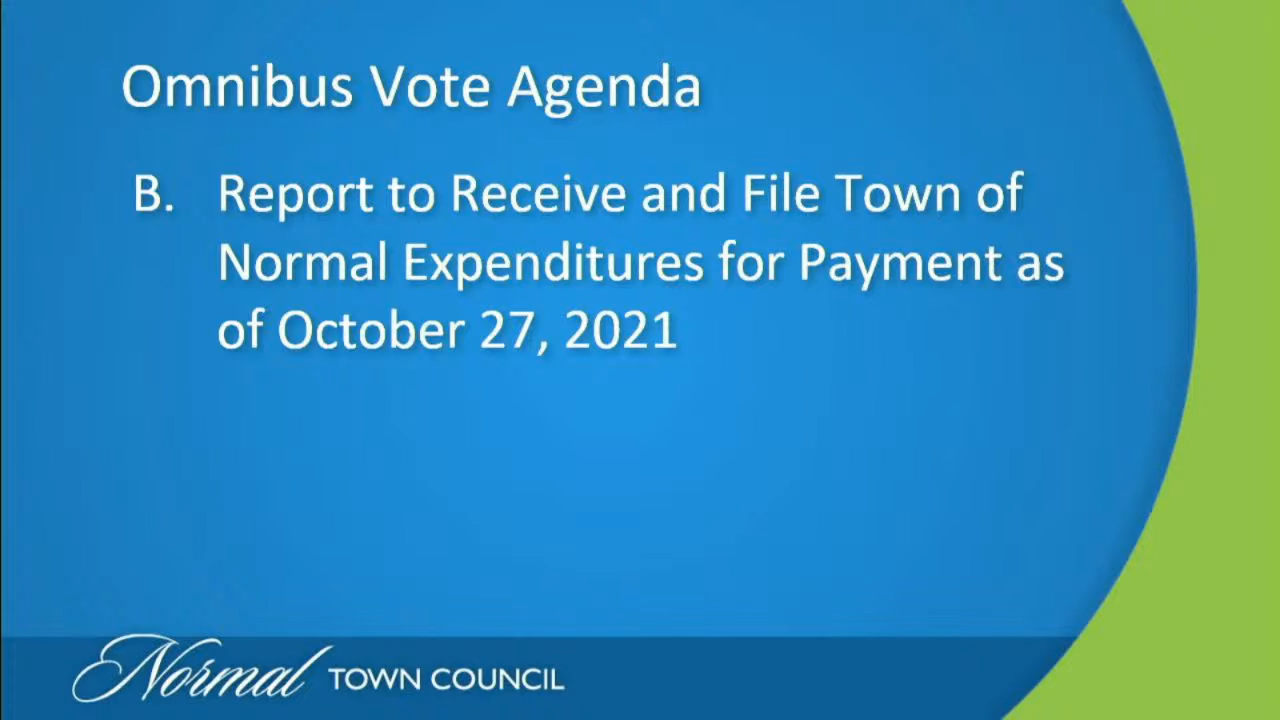 Omnibus Vote Agenda
B. Report to Receive and File Town of
Normal Expenditures for Payment as
of October 27, 2021
Normal TOWN COUNCIL